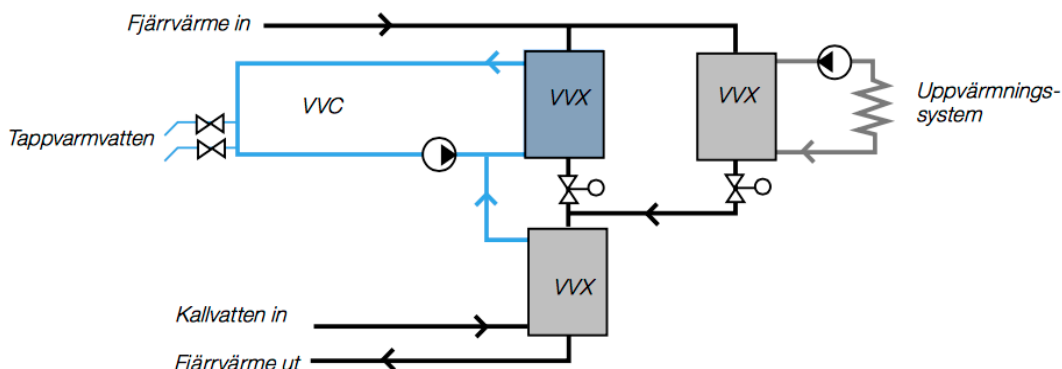 Fjärrvärme in
VVC
VVX
VVX
Uppvärmnings-
system
Tappvarmvatten
VVX
Kallvatten in
Fjärrvärme ut